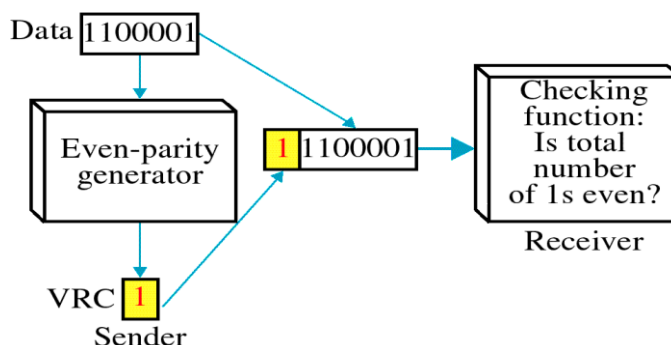 Data 1100001
Even-parity
generator
VRC 1
Sender
1 1100001
Checking
function:
Is total
number
of 1s even?
Receiver